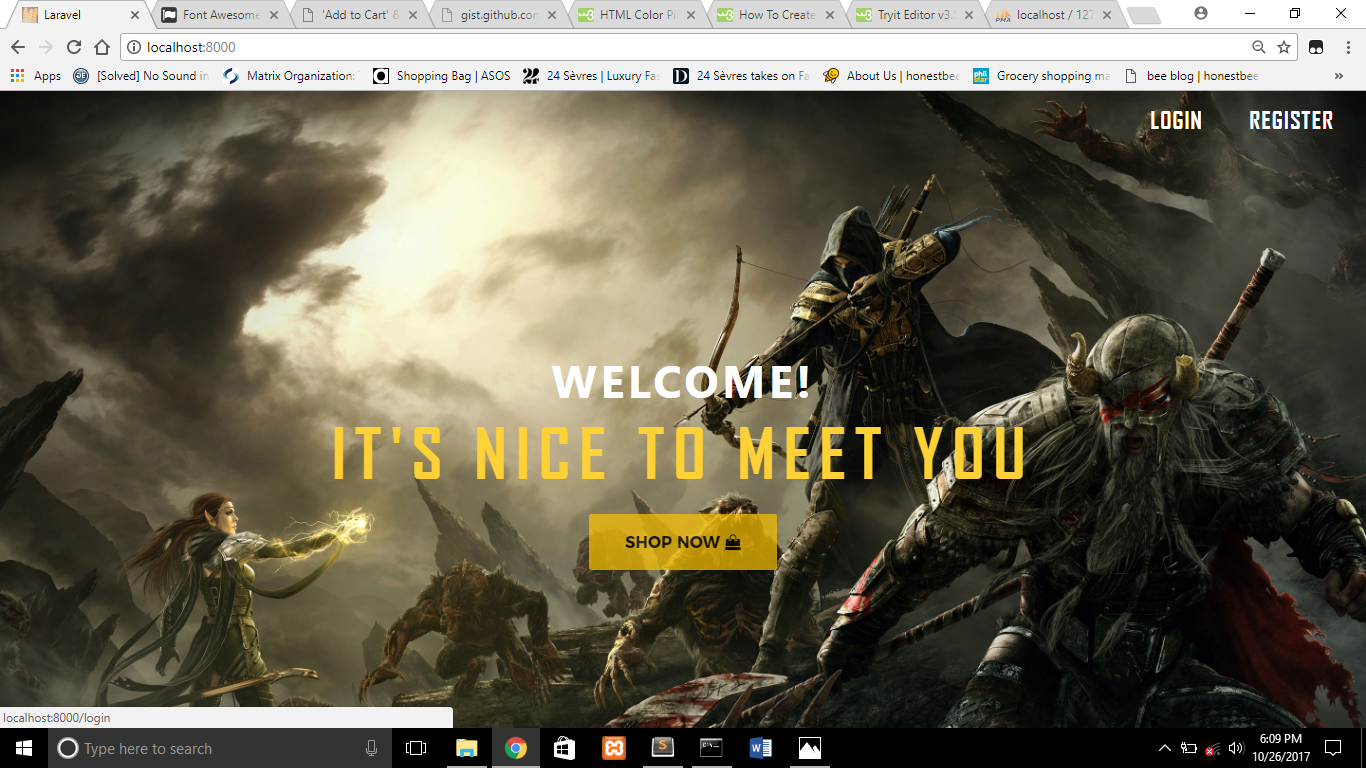 Laravel
Font Awesome
'Add to Cart' &
gist.github.con
HTML Color Pi
How To Create
Tryit Editor v3.
localhost / 127
localhost:8000
Apps
[Solved] No Sound in
Matrix Organization:
Shopping Bag | ASOS
24 Sèvres | Luxury Fas
24 Sèvres takes on Fa
About Us | honestbee
Grocery shopping ma
bee blog | honestbee
LOGIN
REGISTER
WELCOME!
IT'S NICE TO MEET YOU
SHOP NOW
localhost:8000/login
Type here to search
6:09 PM
10/26/2017